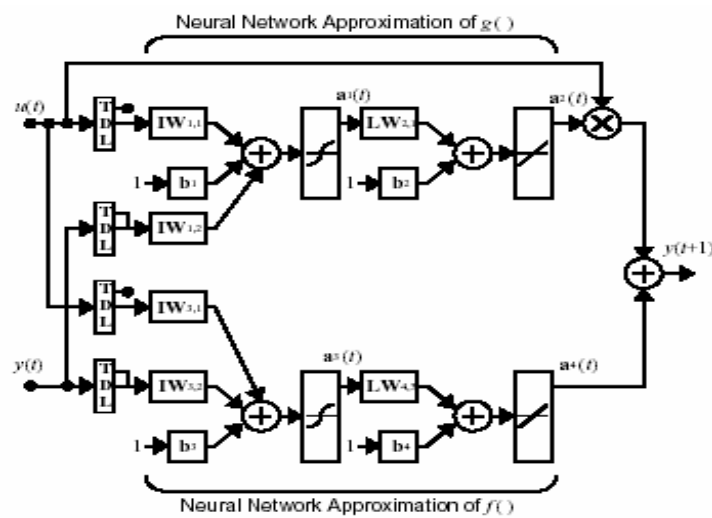 Neural Network Approximation of g( )
u(t)
T D L
IW1,1
1
b1
a1(t)
LW2,1
1
b2
a2(t)
T D L
IW1,2
y(t+1)
T D L
IW3,1
y(t)
T D L
IW3,2
1
b3
a3(t)
LW4,3
1
b4
a4(t)
Neural Network Approximation of f( )